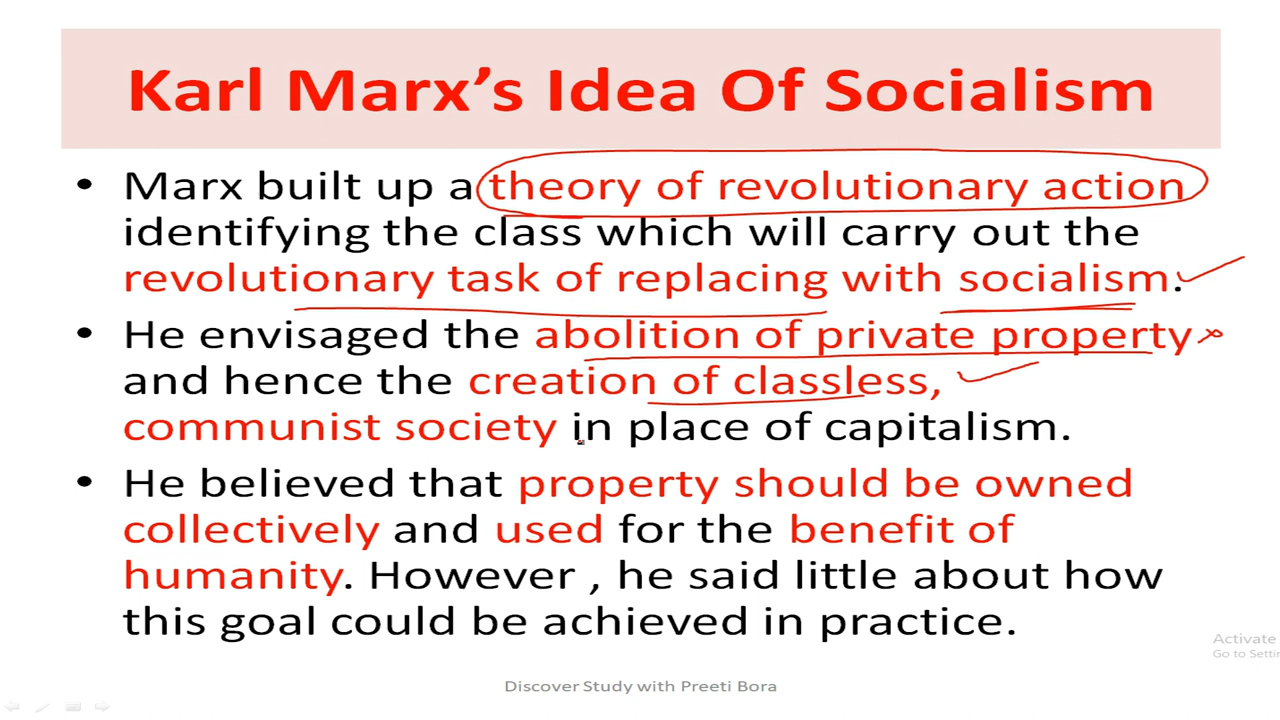 Karl Marx’s Idea Of Socialism
• Marx built up a theory of revolutionary action
identifying the class which will carry out the
revolutionary task of replacing with socialism.
• He envisaged the abolition of private property
and hence the creation of classless,
communist society in place of capitalism.
• He believed that property should be owned
collectively and used for the benefit of
humanity. However , he said little about how
this goal could be achieved in practice.
Activate
Go to Settin
Discover Study with Preeti Bora